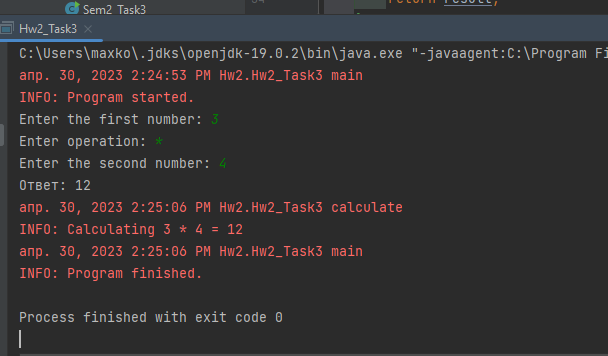 Sem2_Task3
return result;
Hw2_Task3
C:\Users\maxko\.jdks\openjdk-19.0.2\bin\java.exe "-javaagent:C:\Program Fi
апр. 30, 2023 2:24:53 PM Hw2.Hw2_Task3 main
INFO: Program started.
Enter the first number: 3
Enter operation: *
Enter the second number: 4
Ответ: 12
апр. 30, 2023 2:25:06 PM Hw2.Hw2_Task3 calculate
INFO: Calculating 3 * 4 = 12
апр. 30, 2023 2:25:06 PM Hw2.Hw2_Task3 main
INFO: Program finished.
Process finished with exit code 0